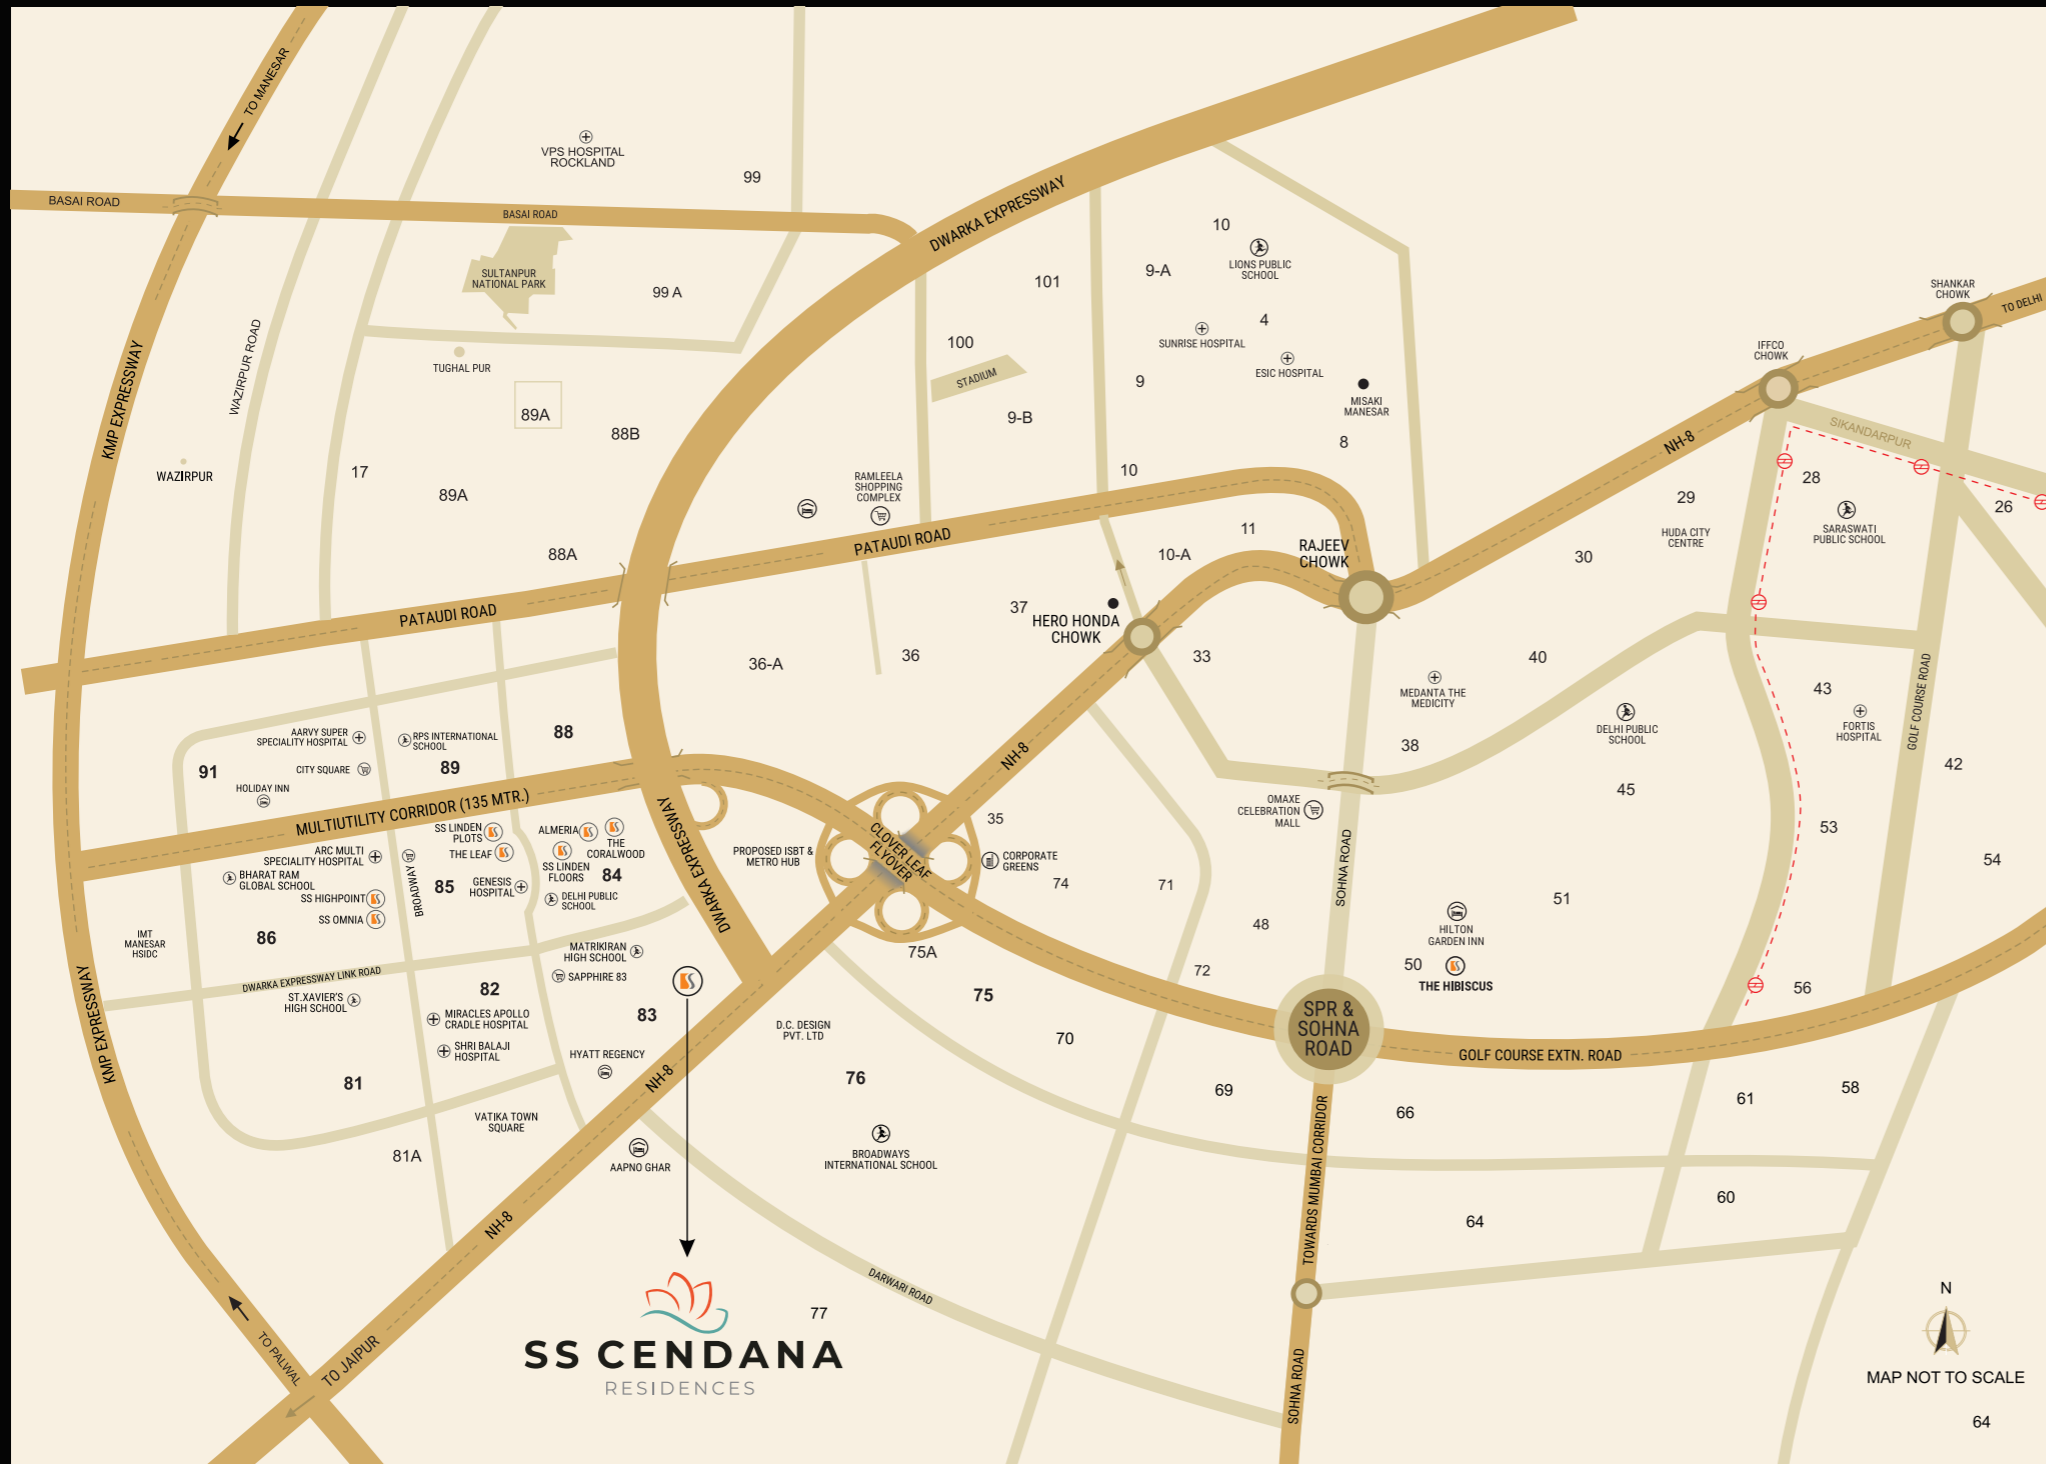 TO MANESAR
VPS HOSPITAL
ROCKLAND
99
BASAI ROAD
BASAI ROAD
DWARKA EXPRESSWAY
10
LIONS PUBLIC
SCHOOL
9-A
101
SULTANPUR
NATIONAL PARK
99 A
SHANKAR
CHOWK
TO DELHI
4
SUNRISE HOSPITAL
ESIC HOSPITAL
100
STADIUM
IFFCO
CHOWK
WAZIRPUR ROAD
TUGHAL PUR
KMP EXPRESSWAY
89A
88B
9
9-B
MISAKI
MANESAR
8
NH-8
SIKANDARPUR
WAZIRPUR
17
89A
10
RAMLEELA
SHOPPING
COMPLEX
28
29
26
SARASWATI
PUBLIC SCHOOL
HUDA CITY
CENTRE
88A
PATAUDI ROAD
11
10-A
RAJEEV
CHOWK
30
PATAUDI ROAD
37
HERO HONDA
CHOWK
36-A
36
33
40
MEDANTA THE
MEDICITY
43
GOLF COURSE ROAD
FORTIS
HOSPITAL
DELHI PUBLIC
SCHOOL
38
42
AARVY SUPER
SPECIALITY HOSPITAL
RPS INTERNATIONAL
SCHOOL
88
NH-8
91
CITY SQUARE
89
HOLIDAY INN
45
MULTIUTILITY CORRIDOR (135 MTR.)
OMAXE
CELEBRATION
MALL
35
53
SS LINDEN
PLOTS
ALMERIA
THE
CORALWOOD
DWARKA EXPRESSWAY
CLOVER LEAF
FLYOVER
PROPOSED ISBT &
METRO HUB
CORPORATE
GREENS
SOHNA ROAD
54
ARC MULTI
SPECIALITY HOSPITAL
THE LEAF
SS LINDEN
FLOORS
84
BHARAT RAM
GLOBAL SCHOOL
BROADWAY
85
GENESIS
HOSPITAL
74
71
SS HIGHPOINT
DELHI PUBLIC
SCHOOL
51
SS OMNIA
48
HILTON
GARDEN INN
IMT
MANESAR
HSIDC
86
MATRIKIRAN
HIGH SCHOOL
75A
50
THE HIBISCUS
72
56
DWARKA EXPRESSWAY LINK ROAD
SAPPHIRE 83
82
ST.XAVIER'S
HIGH SCHOOL
75
KMP EXPRESSWAY
MIRACLES APOLLO
CRADLE HOSPITAL
83
D.C. DESIGN
PVT. LTD
SPR &
SOHNA
ROAD
70
SHRI BALAJI
HOSPITAL
HYATT REGENCY
GOLF COURSE EXTN. ROAD
81
NH-8
76
69
66
61
58
VATIKA TOWN
SQUARE
81A
AAPNO GHAR
BROADWAYS
INTERNATIONAL SCHOOL
TOWARDS MUMBAI CORRIDOR
60
64
NH-8
DARWARI ROAD
77
N
TO PALWAL
TO JAIPUR
SS CENDANA
RESIDENCES
SOHNA ROAD
MAP NOT TO SCALE
64